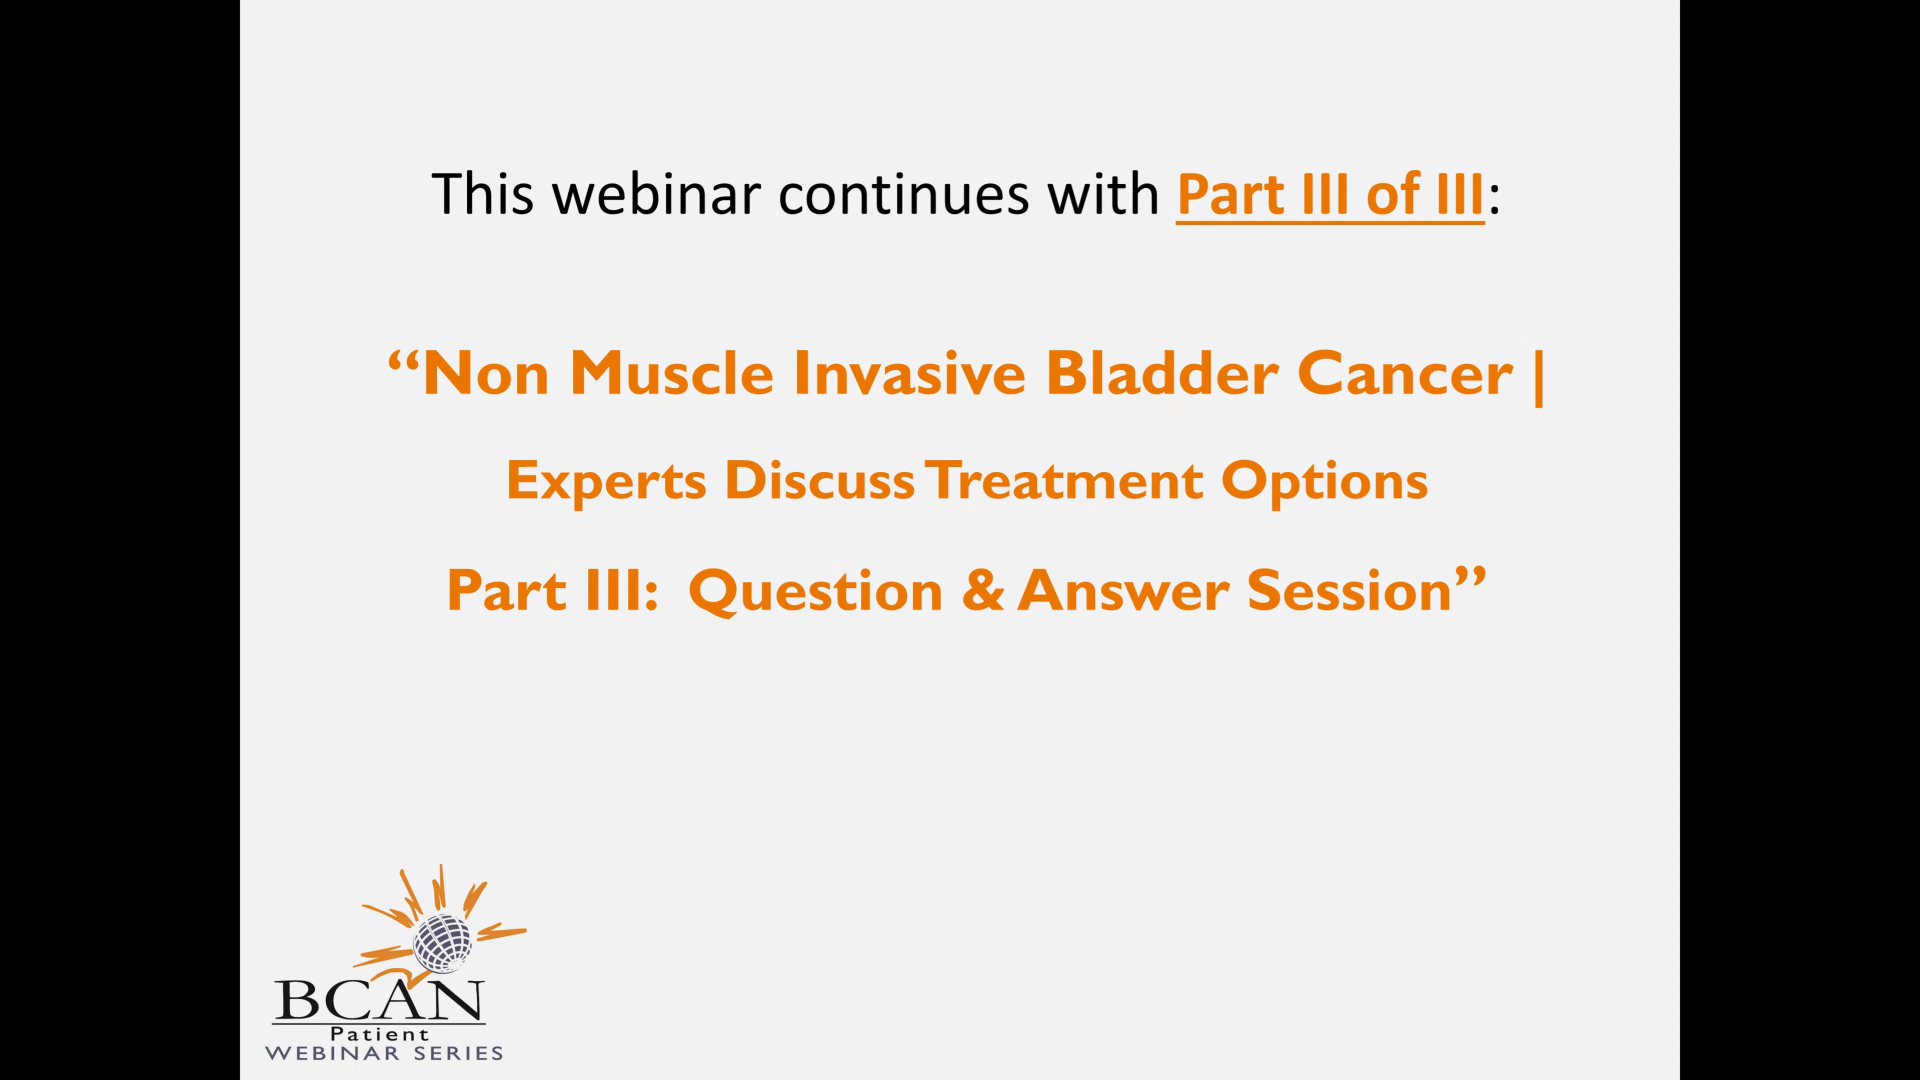 This webinar continues with Part III of III:
“Non Muscle Invasive Bladder Cancer |
Experts Discuss Treatment Options
Part III: Question & Answer Session”
BCAN
Patient
WEBINAR SERIES